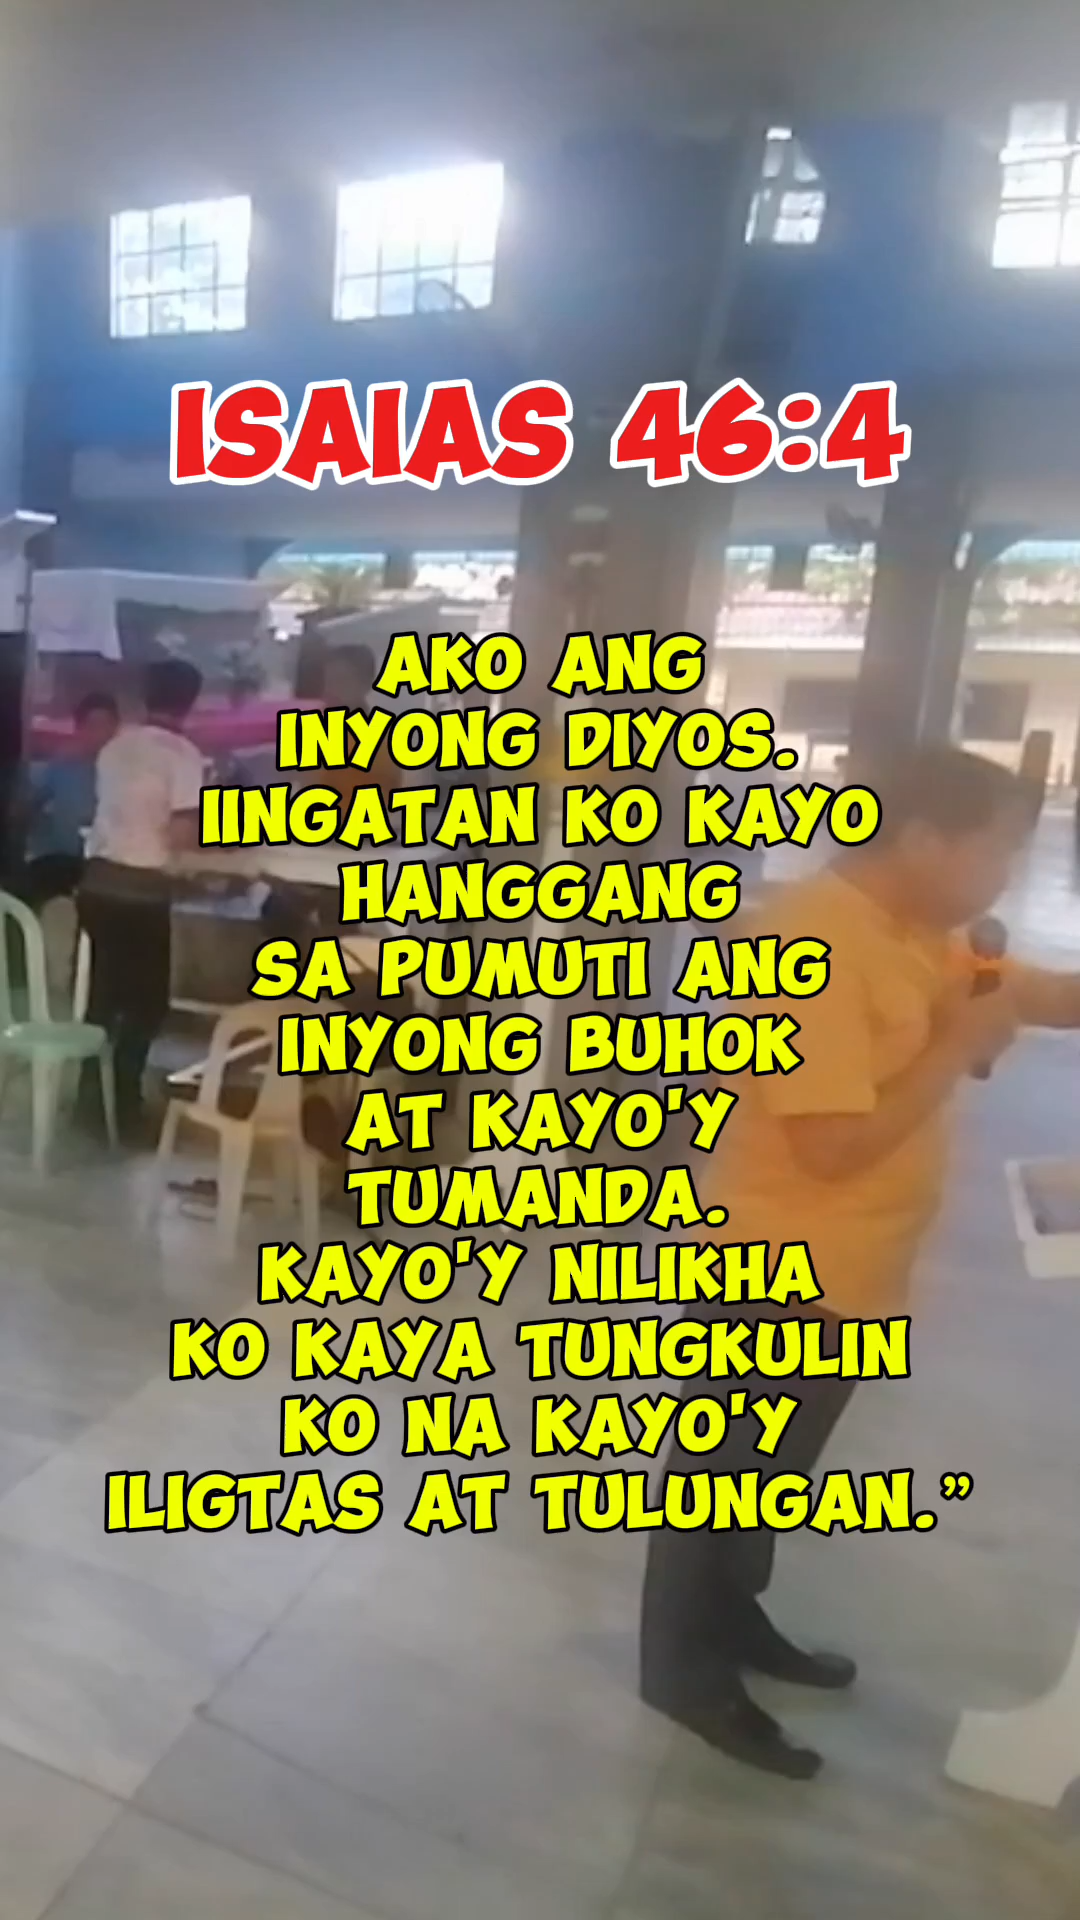 ISAIAS 46:4
AKO ANG
INYONG DIYOS.
IINGATAN KO KAYO
HANGGANG
SA PUMUTI ANG
INYONG BUHOK
AT KAYO'Y
TUMANDA.
KAYO'Y NILIKHA
KO KAYA TUNGKULIN
KO NA KAYO'Y
ILIGTAS AT TULUNGAN.”